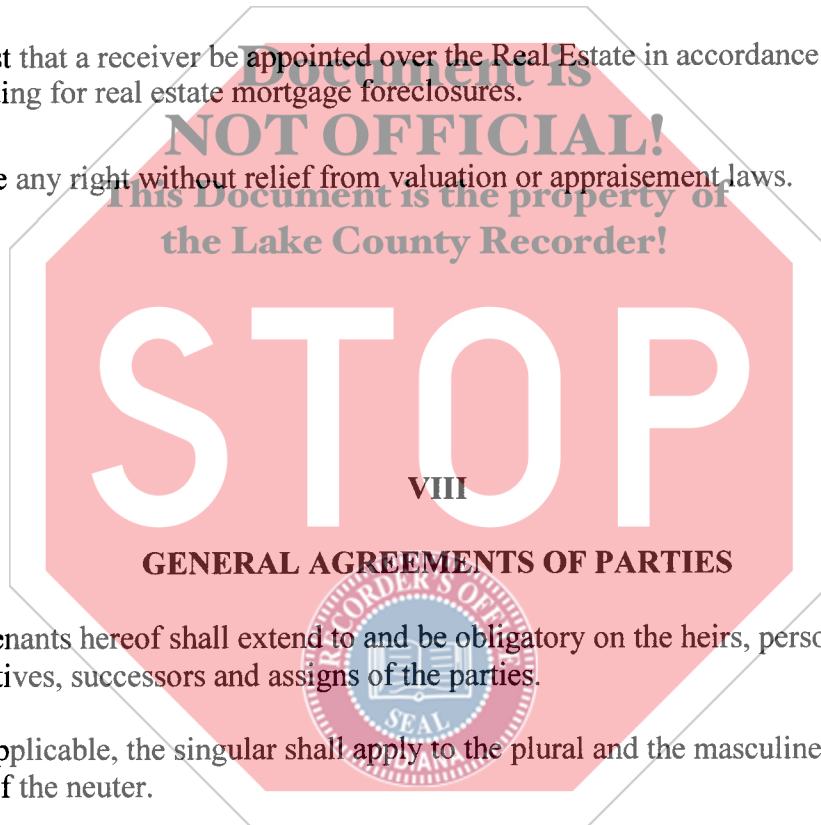 st that a receiver be appointed over the Real Estate in accordance
Document is
ing for real estate mortgage foreclosures.
NOT OFFICIAL!
e any right without relief from valuation or appraisement laws.
This Document is the property of
the Lake County Recorder!
STOP
VIII
GENERAL AGREEMENTS OF PARTIES
RECORDER'S OFFICE
enants hereof shall extend to and be obligatory on the heirs, perso
tives, successors and assigns of the parties.
SEAL
pplicable, the singular shall apply to the plural and the masculine
INDIANA
f the neuter.